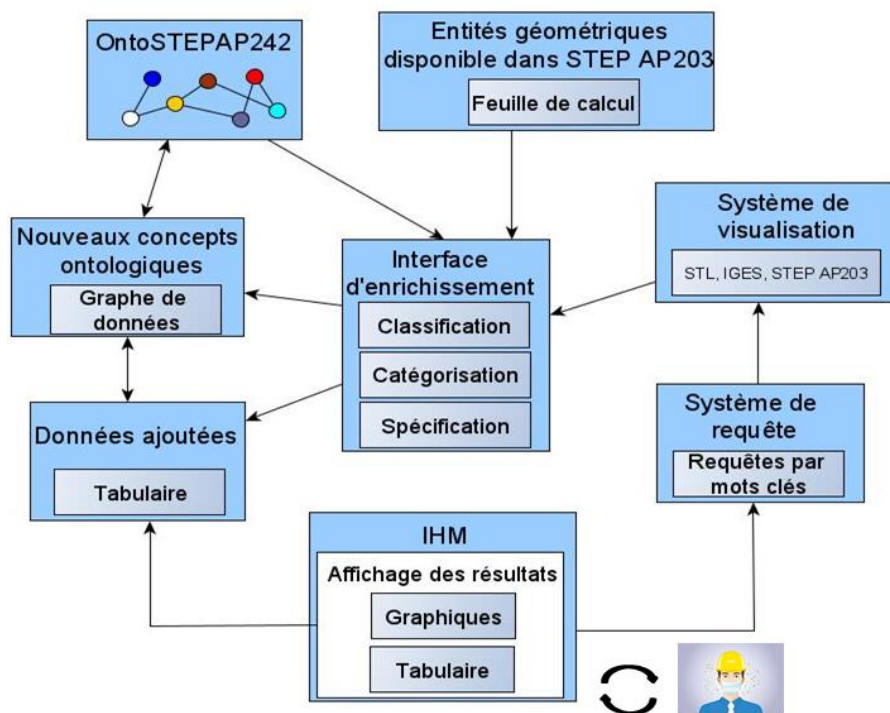 OntoSTEPAP242
Entités géométriques
disponible dans STEP AP203
Feuille de calcul
Nouveaux concepts
ontologiques
Graphe de
données
Interface
d'enrichissement
Classification
Catégorisation
Spécification
Système de
visualisation
STL, IGES, STEP AP203
Données ajoutées
Tabulaire
Système de
requête
Requêtes par
mots clés
IHM
Affichage des résultats
Graphiques
Tabulaire